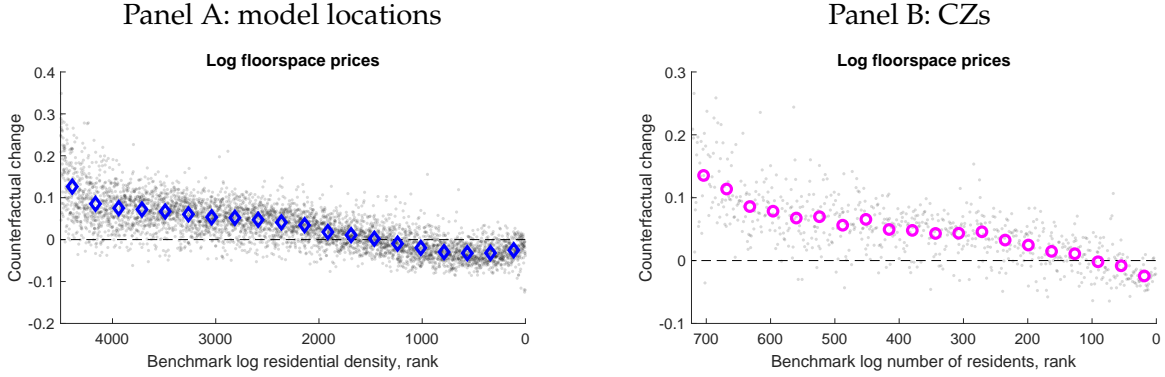 Panel A: model locations
Log floorspace prices
Counterfactual change
0.4
0.3
0.2
0.1
0
-0.1
-0.2
4000 3000 2000 1000 0
Benchmark log residential density, rank
Panel B: CZs
Log floorspace prices
Counterfactual change
0.3
0.2
0.1
0
-0.1
700 600 500 400 300 200 100 0
Benchmark log number of residents, rank